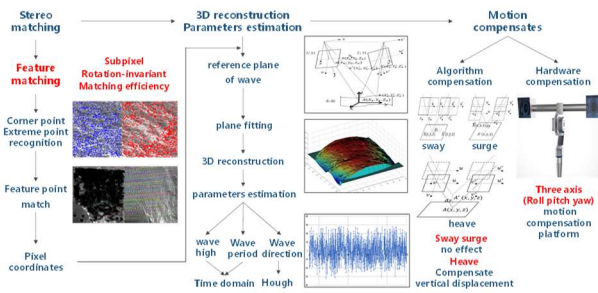 Stereo
matching
3D reconstruction
Parameters estimation
Motion
compensates
Feature
matching
Subpixel
Rotation-invariant
Matching efficiency
Corner point
Extreme point
recognition
Feature point
match
Pixel
coordinates
reference plane
of wave
plane fitting
3D reconstruction
parameters estimation
wave
high
Wave
period
Wave
direction
Time domain
Hough
Algorithm
compensation
Hardware
compensation
sway
surge
A'(x,y,z)
A(x,y,z)
heave
Sway surge
no effect
Heave
Compensate
vertical displacement
Three axis
(Roll pitch yaw)
motion
compensation
platform